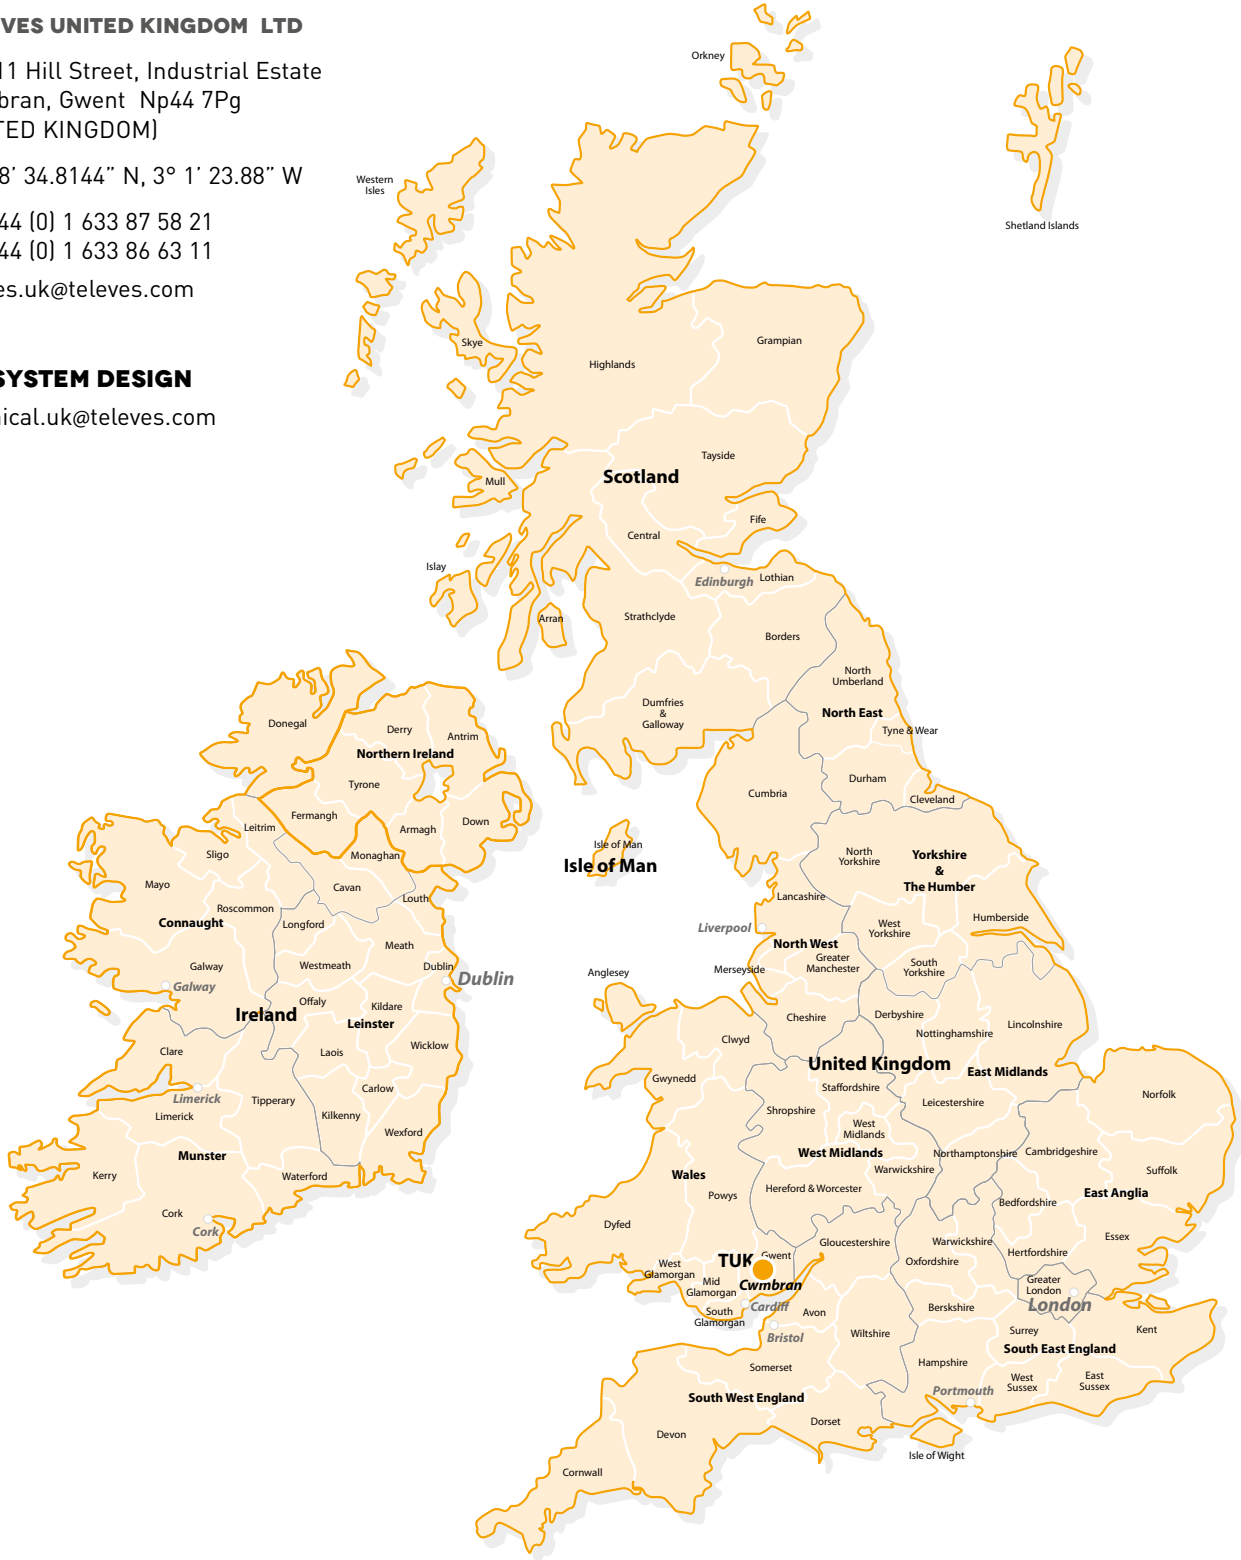 VES UNITED KINGDOM LTD
11 Hill Street, Industrial Estate
bran, Gwent Np44 7Pg
TED KINGDOM)
8’ 34.8144” N, 3° 1’ 23.88” W
44 (0) 1 633 87 58 21
44 (0) 1 633 86 63 11
es.uk@televes.com
SYSTEM DESIGN
nical.uk@televes.com
Orkney
Western
Isles
Shetland Islands
Skye
Grampian
Highlands
Tayside
Scotland
Mull
Fife
Central
Islay
Edinburgh
Lothian
Arran
Strathclyde
Borders
North
Umberland
Dumfries
&
Galloway
North East
Tyne & Wear
Durham
Cumbria
Cleveland
Donegal
Derry
Antrim
Northern Ireland
Tyrone
Fermangh
Armagh
Down
Leitrim
Sligo
Monaghan
Isle of Man
Isle of Man
North
Yorkshire
Yorkshire
&
The Humber
Mayo
Cavan
Louth
Roscommon
Connaught
Longford
Lancashire
Humberside
West
Yorkshire
Liverpool
North West
Greater
Manchester
Meath
Galway
Westmeath
Dublin
Dublin
Galway
Merseyside
South
Yorkshire
Anglesey
Offaly
Kildare
Ireland
Leinster
Cheshire
Derbyshire
Nottinghamshire
Lincolnshire
Clwyd
Clare
Laois
Wicklow
United Kingdom
East Midlands
Gwynedd
Staffordshire
Carlow
Norfolk
Limerick
Tipperary
Limerick
Kilkenny
Shropshire
Leicestershire
West
Midlands
Wexford
Munster
West Midlands
Northamptonshire
Cambridgeshire
Warwickshire
Suffolk
Kerry
Waterford
Wales
Powys
Hereford & Worcester
East Anglia
Bedfordshire
Cork
Cork
Dyfed
Gloucestershire
Warwickshire
Essex
Hertfordshire
TUK
Gwent
Oxfordshire
West
Glamorgan
Mid
Glamorgan
Cwmbran
Greater
London
London
South
Glamorgan
Cardiff
Avon
Berskshire
Bristol
Wiltshire
Surrey
Kent
South East England
Somerset
Hampshire
West
Sussex
East
Sussex
South West England
Portmouth
Dorset
Devon
Isle of Wight
Cornwall